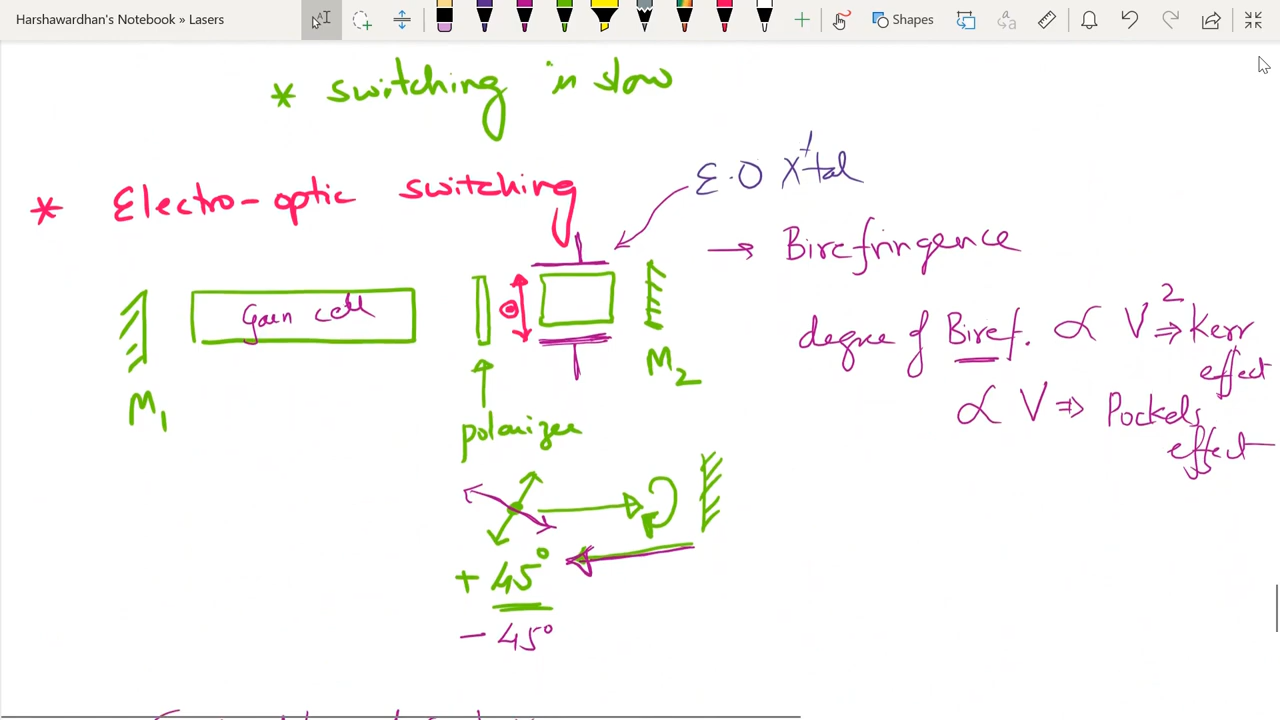 Harshawardhan's Notebook » Lasers
Shapes
* switching in slow
* Electro-optic switching
E.O Xtal
→ Birefringence
Gain cell
degree of Biref. ∝ V² ⇒ Kerr effect
∝ V ⇒ Pockels effect
M₁
M₂
polarizer
+ 45°
- 45°